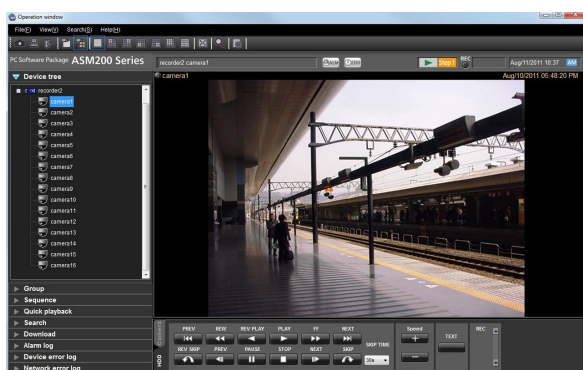 Operation window
File(F) View(V) Search(S) Help(H)
PC Software Package ASM200 Series
recorder2 camera1
ALM
ERR
Step 1
REC
Aug/11/2011 10:37 AM
Device tree
camera1
Aug/10/2011 05:48:20 PM
recorder2
camera1
camera2
camera3
camera4
camera5
camera6
camera7
camera8
camera9
camera10
camera11
camera12
camera13
camera14
camera15
camera16
Group
Sequence
Quick playback
Search
Download
Alarm log
Device error log
Network error log
PREV REW REV PLAY PLAY FF NEXT
REV SKIP PREV PAUSE STOP NEXT SKIP
SKIP TIME
30s
HDD
Speed
TEXT
REC